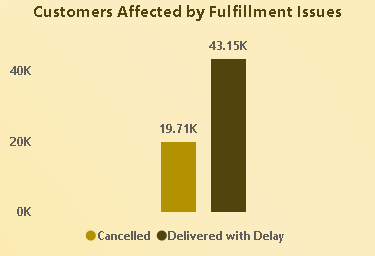 Customers Affected by Fulfillment Issues
43.15K
40K
19.71K
20K
0K
Cancelled Delivered with Delay